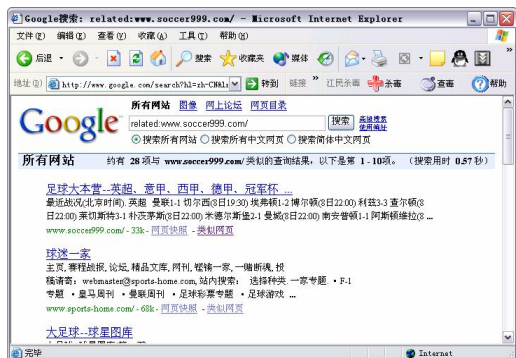 Google搜索: related:www.soccer999.com/ - Microsoft Internet Explorer
文件(F) 编辑(E) 查看(V) 收藏(A) 工具(T) 帮助(H)
后退 搜索 收藏夹 媒体
地址(D) http://www.google.com/search?hl=zh-CN&ls 转到 链接 » 江民杀毒 杀毒 查毒 帮助
所有网站 图像 网上论坛 网页目录
Google related:www.soccer999.com/ 搜索 高级搜索
使用偏好
搜索所有网站 搜索所有中文网页 搜索简体中文网页
所有网站 约有 28 项与 www.soccer999.com/ 类似的查询结果, 以下是第 1 - 10项。 (搜索用时 0.57 秒)
足球大本营--英超、意甲、西甲、德甲、冠军杯 ...
最近战况(北京时间). 英超 曼联1-1 切尔西(8日19:30) 埃弗顿1-2 博尔顿(8日22:00) 利兹3-3 查尔顿(8
日22:00) 莱切斯特3-1 朴茨茅斯(8日22:00) 米德尔斯堡2-1 曼城(8日22:00) 南安普顿1-1 阿斯顿维拉(8 ...
www.soccer999.com/ - 33k - 网页快照 - 类似网页
球迷一家
主页, 赛程战报, 论坛, 精品文库, 网刊, 铿锵一家, 一赌断魂, 投
稿请寄: webmaster@sports-home.com, 站内搜索: 选择种类. 一家专题. • F-1
专题 • 皇马周刊 • 曼联周刊 • 足球彩票专题 • 足球游戏 ...
www.sports-home.com/ - 68k - 网页快照 - 类似网页
大足球--球星图库
完毕 Internet